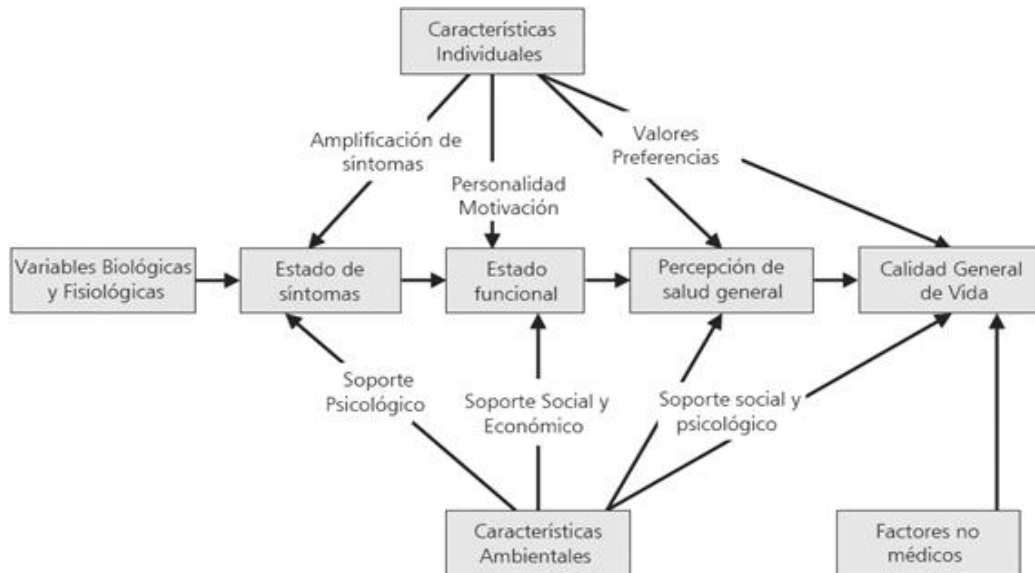 Características
Individuales
Amplificación de
síntomas
Valores
Preferencias
Personalidad
Motivación
Variables Biológicas
y Fisiológicas
Estado de
síntomas
Estado
funcional
Percepción de
salud general
Calidad General
de Vida
Soporte
Psicológico
Soporte Social y
Económico
Soporte social y
psicológico
Características
Ambientales
Factores no
médicos